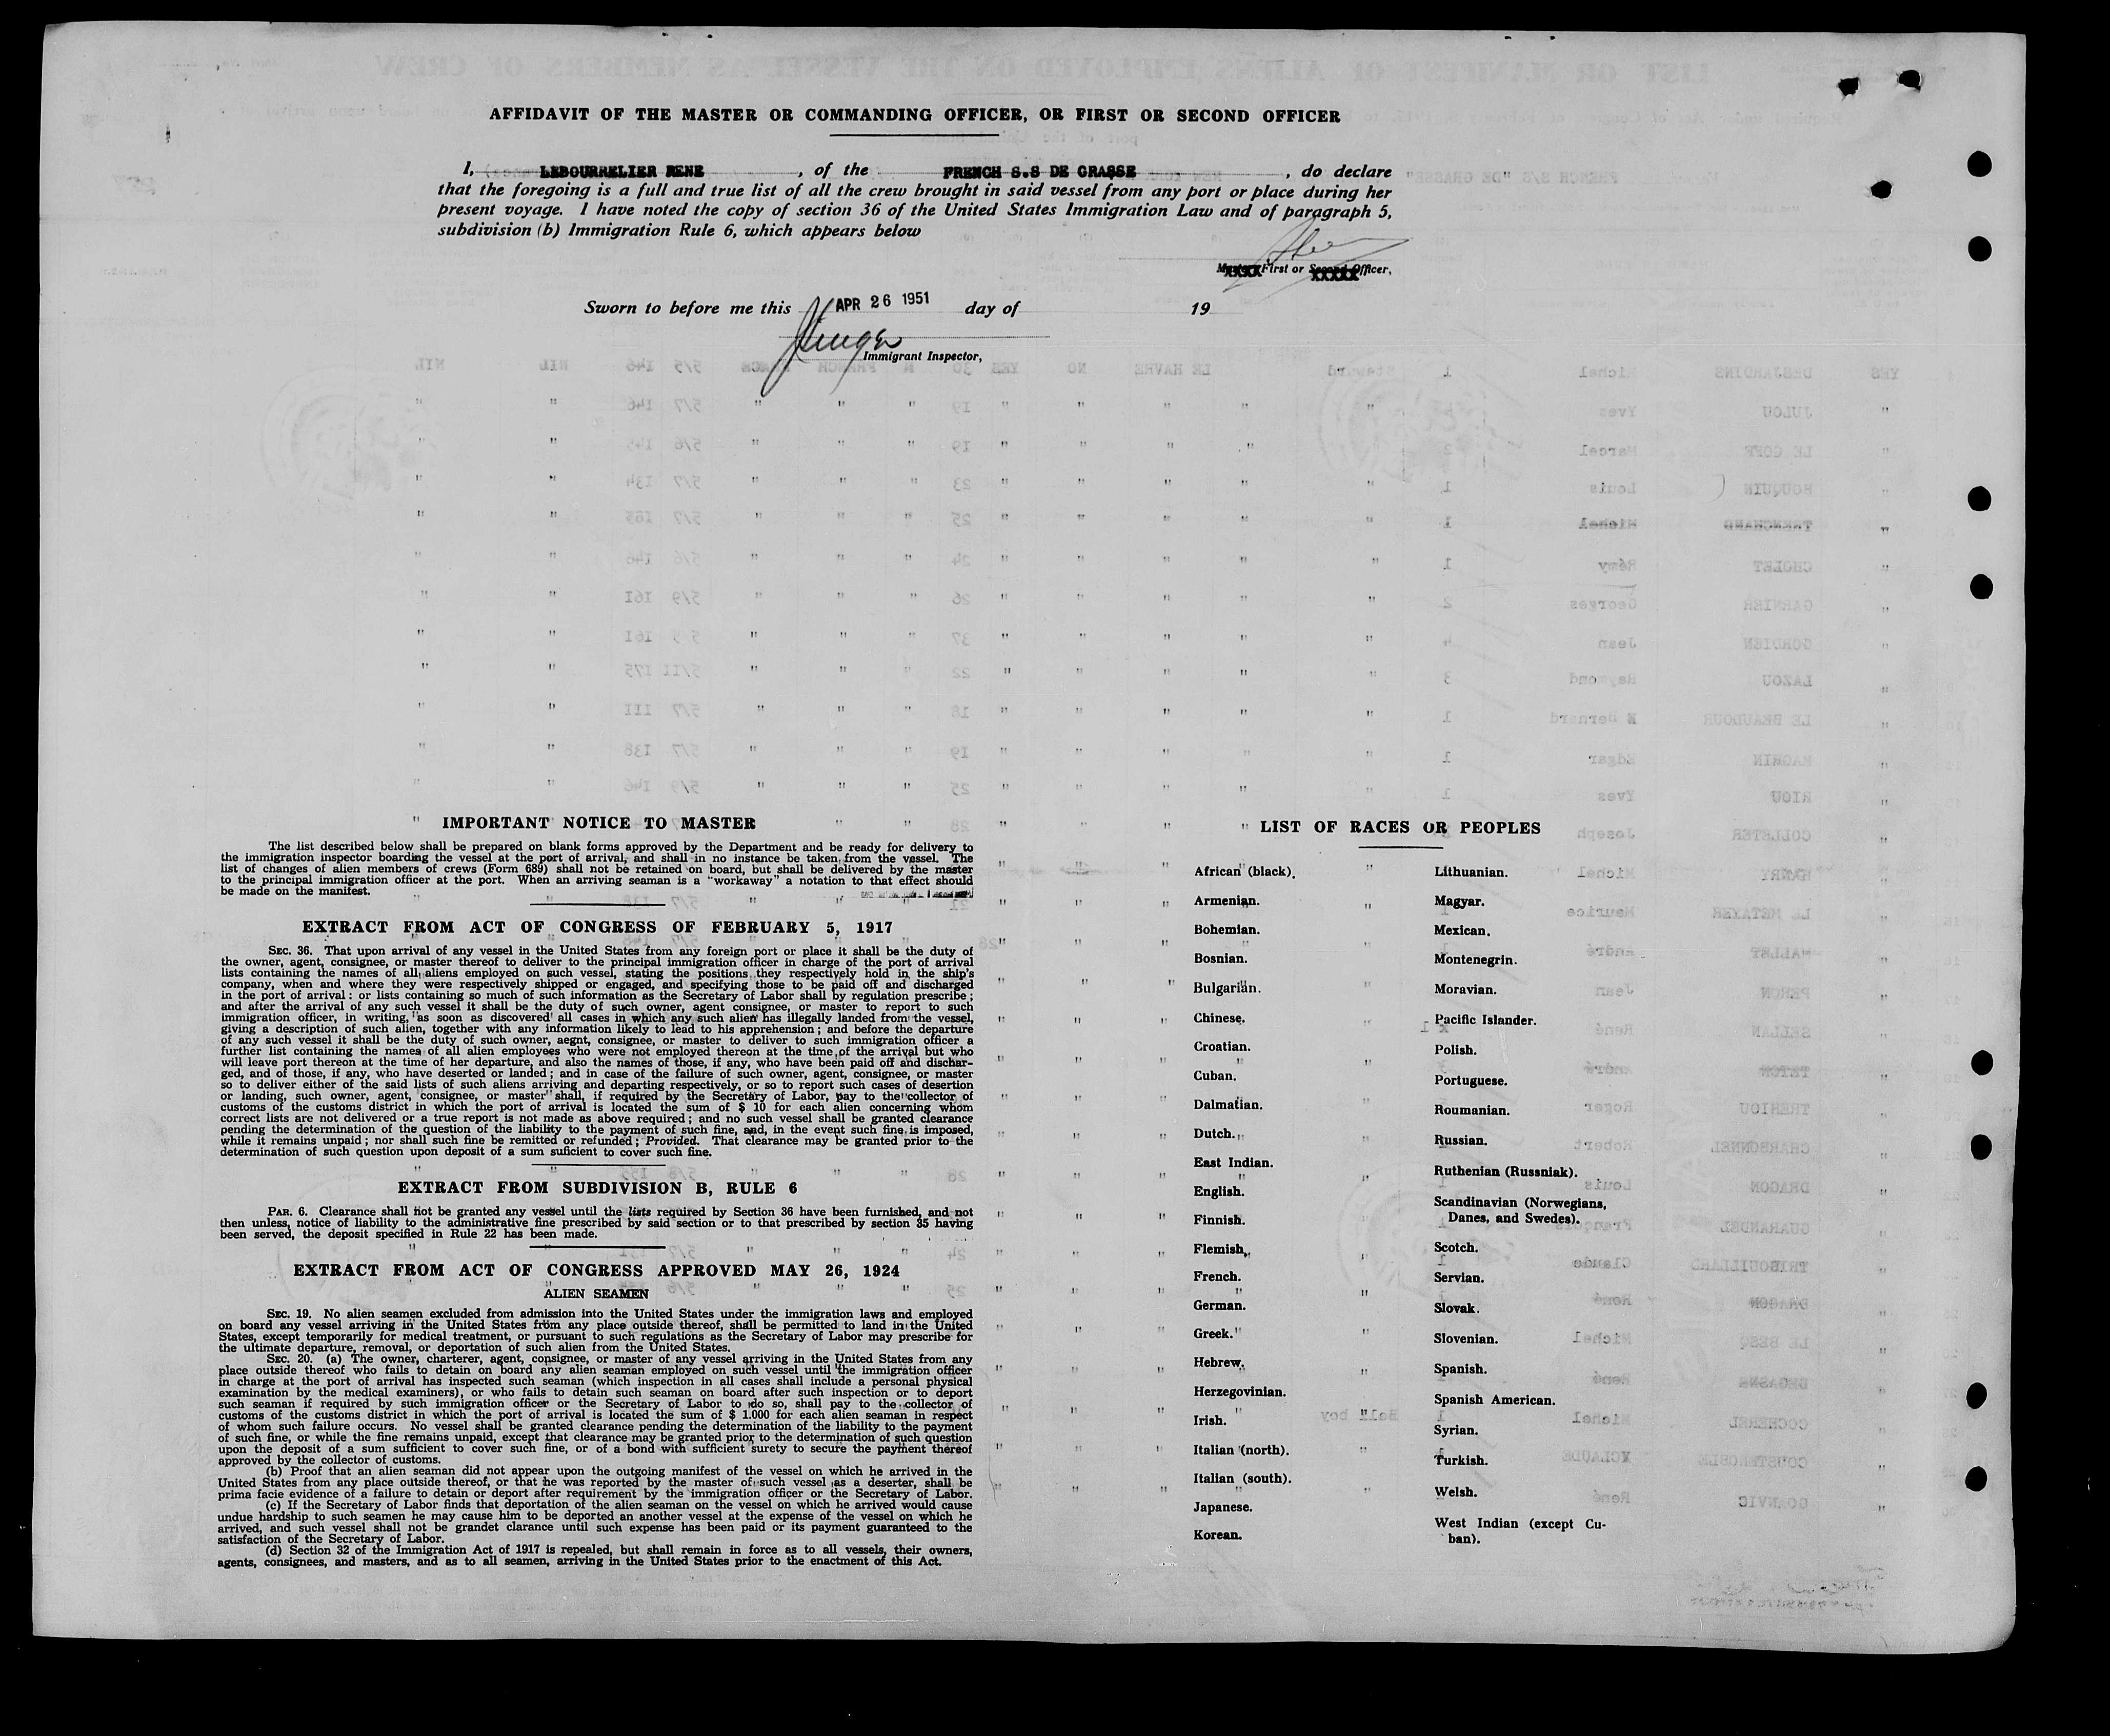 AFFIDAVIT OF THE MASTER OR COMMANDING OFFICER, OR FIRST OR SECOND OFFICER
I, LEBOURRELIER RENE , of the FRENCH S.S DE GRASSE , do declare
that the foregoing is a full and true list of all the crew brought in said vessel from any port or place during her
present voyage. I have noted the copy of section 36 of the United States Immigration Law and of paragraph 5,
subdivision (b) Immigration Rule 6, which appears below
First or Second Officer,
Sworn to before me this APR 26 1951 day of 19
Immigrant Inspector,
IMPORTANT NOTICE TO MASTER
The list described below shall be prepared on blank forms approved by the Department and be ready for delivery to
the immigration inspector boarding the vessel at the port of arrival, and shall in no instance be taken from the vessel. The
list of changes of alien members of crews (Form 689) shall not be retained on board, but shall be delivered by the master
to the principal immigration officer at the port. When an arriving seaman is a "workaway" a notation to that effect should
be made on the manifest.
EXTRACT FROM ACT OF CONGRESS OF FEBRUARY 5, 1917
SEC. 36. That upon arrival of any vessel in the United States from any foreign port or place it shall be the duty of
the owner, agent, consignee, or master thereof to deliver to the principal immigration officer in charge of the port of arrival
lists containing the names of all aliens employed on such vessel, stating the positions they respectively hold in the ship's
company, when and where they were respectively shipped or engaged, and specifying those to be paid off and discharged
in the port of arrival: or lists containing so much of such information as the Secretary of Labor shall by regulation prescribe;
and after the arrival of any such vessel it shall be the duty of such owner, agent consignee, or master to report to such
immigration officer, in writing, as soon as discovered all cases in which any such alien has illegally landed from the vessel,
giving a description of such alien, together with any information likely to lead to his apprehension; and before the departure
of any such vessel it shall be the duty of such owner, aegnt, consignee, or master to deliver to such immigration officer a
further list containing the names of all alien employees who were not employed thereon at the time of the arrival but who
will leave port thereon at the time of her departure, and also the names of those, if any, who have been paid off and dischar-
ged, and of those, if any, who have deserted or landed; and in case of the failure of such owner, agent, consignee, or master
so to deliver either of the said lists of such aliens arriving and departing respectively, or so to report such cases of desertion
or landing, such owner, agent, consignee, or master shall, if required by the Secretary of Labor, pay to the collector of
customs of the customs district in which the port of arrival is located the sum of $ 10 for each alien concerning whom
correct lists are not delivered or a true report is not made as above required; and no such vessel shall be granted clearance
pending the determination of the question of the liability to the payment of such fine, and, in the event such fine is imposed,
while it remains unpaid; nor shall such fine be remitted or refunded; Provided. That clearance may be granted prior to the
determination of such question upon deposit of a sum suficient to cover such fine.
EXTRACT FROM SUBDIVISION B, RULE 6
PAR. 6. Clearance shall not be granted any vessel until the lists required by Section 36 have been furnished, and not
then unless, notice of liability to the administrative fine prescribed by said section or to that prescribed by section 35 having
been served, the deposit specified in Rule 22 has been made.
EXTRACT FROM ACT OF CONGRESS APPROVED MAY 26, 1924
ALIEN SEAMEN
SEC. 19. No alien seamen excluded from admission into the United States under the immigration laws and employed
on board any vessel arriving in the United States from any place outside thereof, shall be permitted to land in the United
States, except temporarily for medical treatment, or pursuant to such regulations as the Secretary of Labor may prescribe for
the ultimate departure, removal, or deportation of such alien from the United States.
SEC. 20. (a) The owner, charterer, agent, consignee, or master of any vessel arriving in the United States from any
place outside thereof who fails to detain on board any alien seaman employed on such vessel until the immigration officer
in charge at the port of arrival has inspected such seaman (which inspection in all cases shall include a personal physical
examination by the medical examiners), or who fails to detain such seaman on board after such inspection or to deport
such seaman if required by such immigration officer or the Secretary of Labor to do so, shall pay to the collector of
customs of the customs district in which the port of arrival is located the sum of $ 1.000 for each alien seaman in respect
of whom such failure occurs. No vessel shall be granted clearance pending the determination of the liability to the payment
of such fine, or while the fine remains unpaid, except that clearance may be granted prior to the determination of such question
upon the deposit of a sum sufficient to cover such fine, or of a bond with sufficient surety to secure the payment thereof
approved by the collector of customs.
(b) Proof that an alien seaman did not appear upon the outgoing manifest of the vessel on which he arrived in the
United States from any place outside thereof, or that he was reported by the master of such vessel as a deserter, shall be
prima facie evidence of a failure to detain or deport after requirement by the immigration officer or the Secretary of Labor.
(c) If the Secretary of Labor finds that deportation of the alien seaman on the vessel on which he arrived would cause
undue hardship to such seamen he may cause him to be deported an another vessel at the expense of the vessel on which he
arrived, and such vessel shall not be grandet clarance until such expense has been paid or its payment guaranteed to the
satisfaction of the Secretary of Labor.
(d) Section 32 of the Immigration Act of 1917 is repealed, but shall remain in force as to all vessels, their owners,
agents, consignees, and masters, and as to all seamen, arriving in the United States prior to the enactment of this Act.
LIST OF RACES OR PEOPLES
African (black).
Armenian.
Bohemian.
Bosnian.
Bulgarian.
Chinese.
Croatian.
Cuban.
Dalmatian.
Dutch.
East Indian.
English.
Finnish.
Flemish.
French.
German.
Greek.
Hebrew.
Herzegovinian.
Irish.
Italian (north).
Italian (south).
Japanese.
Korean.
Lithuanian.
Magyar.
Mexican.
Montenegrin.
Moravian.
Pacific Islander.
Polish.
Portuguese.
Roumanian.
Russian.
Ruthenian (Russniak).
Scandinavian (Norwegians,
Danes, and Swedes).
Scotch.
Servian.
Slovak.
Slovenian.
Spanish.
Spanish American.
Syrian.
Turkish.
Welsh.
West Indian (except Cu-
ban).